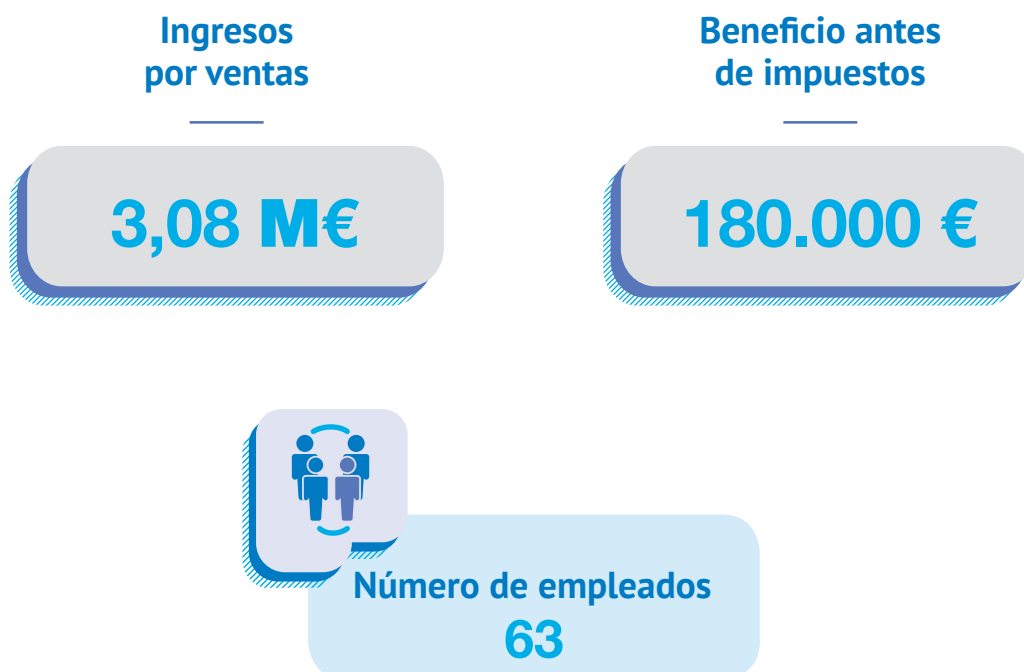 Ingresos
por ventas
3,08 M€
Beneficio antes
de impuestos
180.000 €
Número de empleados
63